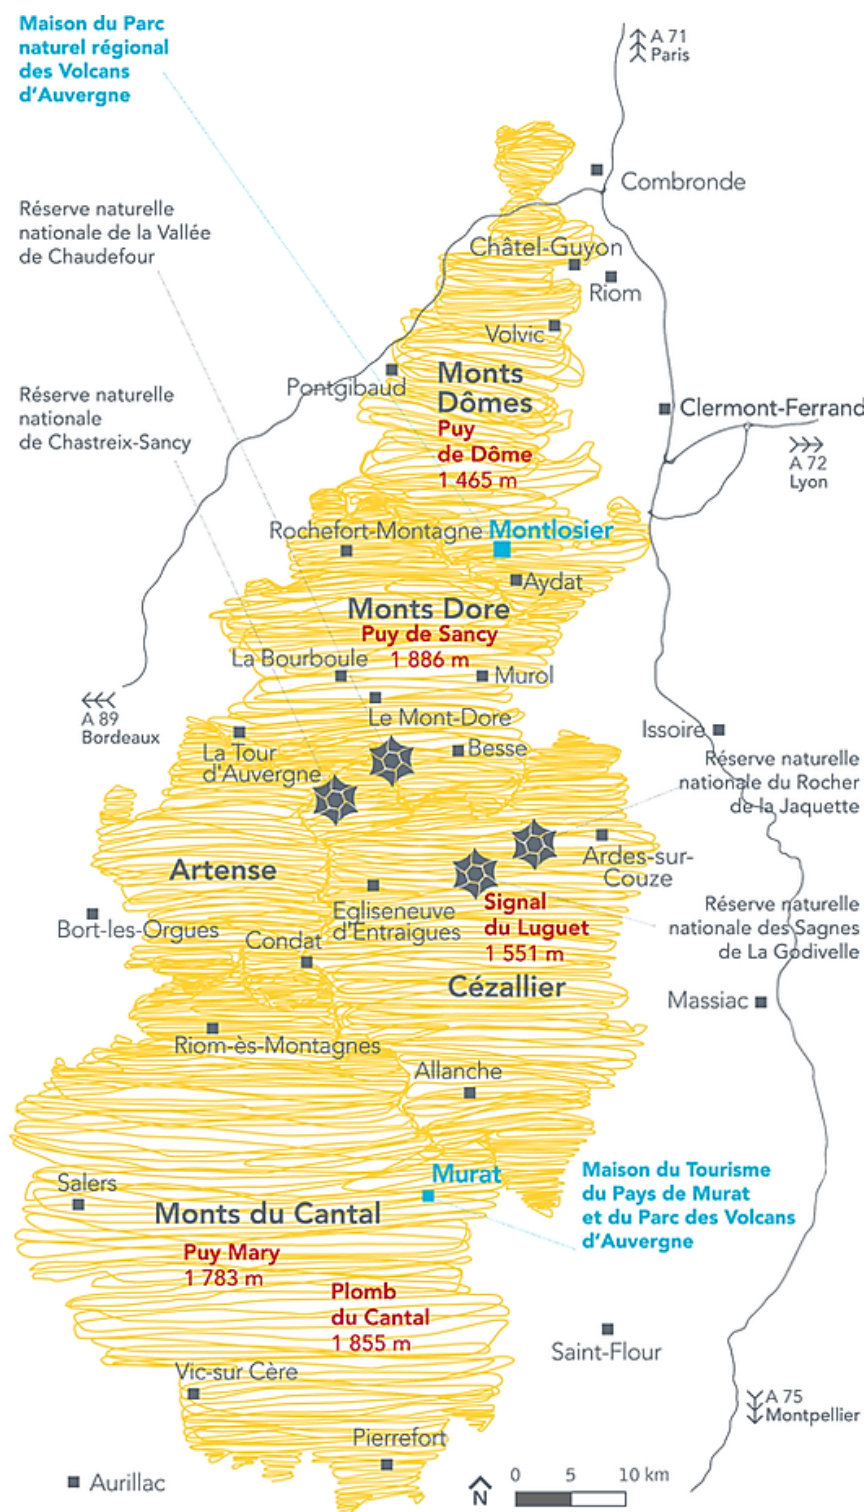 Maison du Parc
naturel régional
des Volcans
d'Auvergne
A 71
Paris
Combronde
Réserve naturelle
nationale de la Vallée
de Chaudefour
Châtel-Guyon
Riom
Volvic
Pontgibaud
Monts
Dômes
Réserve naturelle
nationale
de Chastreix-Sancy
Clermont-Ferrand
Puy
de Dôme
1 465 m
A 72
Lyon
Rochefort-Montagne
Montlosier
Aydat
Monts Dore
Puy de Sancy
1 886 m
La Bourboule
Murol
A 89
Bordeaux
Le Mont-Dore
Issoire
La Tour
d'Auvergne
Besse
Réserve naturelle
nationale du Rocher
de la Jaquette
Artense
Ardes-sur-
Couze
Bort-les-Orgues
Egliseneuve
d'Entraigues
Signal
du Luguet
1 551 m
Réserve naturelle
nationale des Sagnes
de La Godivelle
Condat
Cézallier
Massiac
Riom-ès-Montagnes
Allanche
Murat
Maison du Tourisme
du Pays de Murat
et du Parc des Volcans
d'Auvergne
Salers
Monts du Cantal
Puy Mary
1 783 m
Plomb
du Cantal
1 855 m
Saint-Flour
Vic-sur Cère
A 75
Montpellier
Pierrefort
Aurillac
N
0 5 10 km